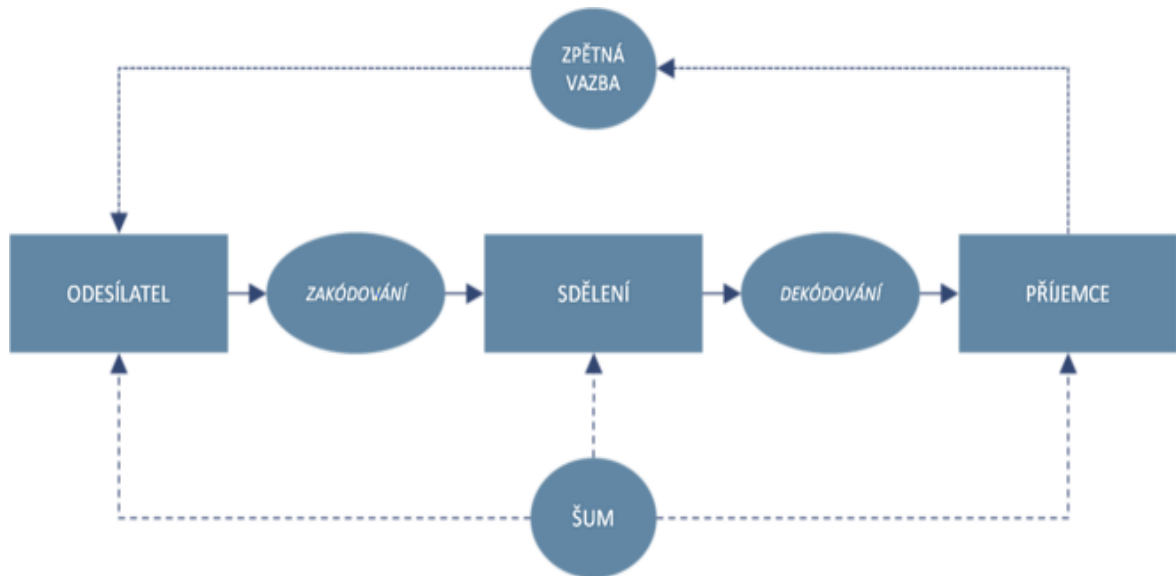 ZPĚTNÁ
VAZBA
ODESÍLATEL
ZAKÓDOVÁNÍ
SDĚLENÍ
DEKÓDOVÁNÍ
PŘÍJEMCE
ŠUM